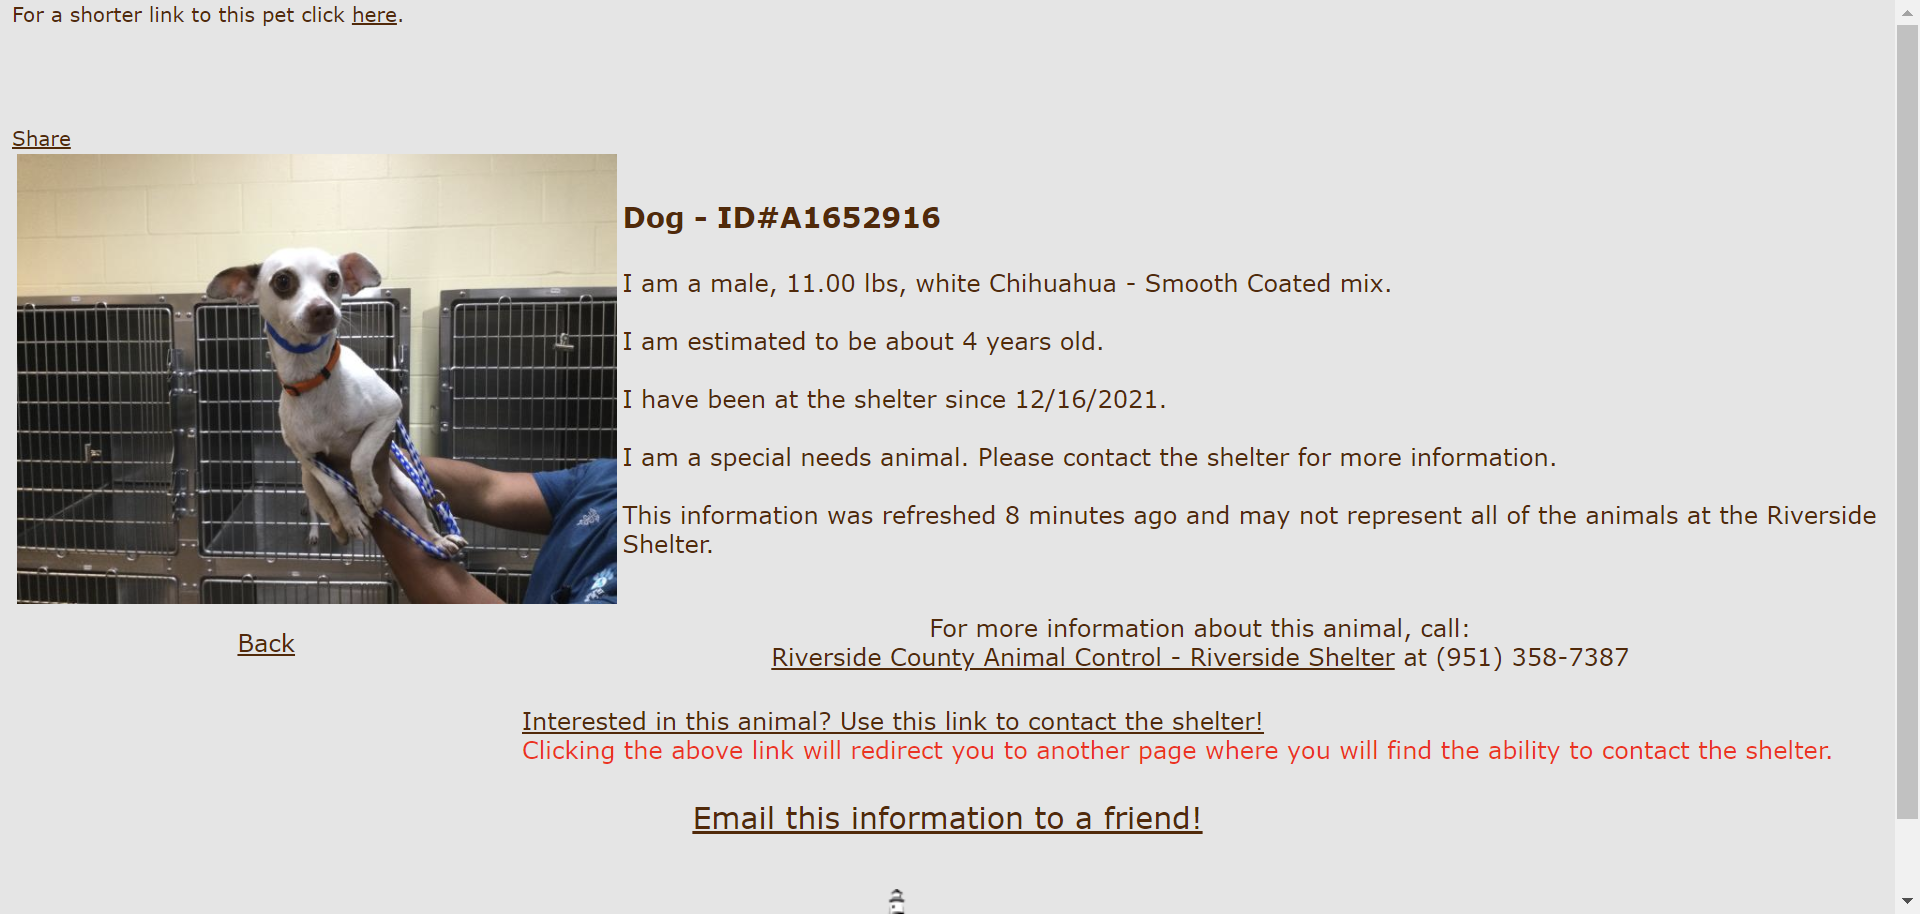 For a shorter link to this pet click here.
Share
Dog - ID#A1652916
I am a male, 11.00 lbs, white Chihuahua - Smooth Coated mix.
I am estimated to be about 4 years old.
I have been at the shelter since 12/16/2021.
I am a special needs animal. Please contact the shelter for more information.
This information was refreshed 8 minutes ago and may not represent all of the animals at the Riverside
Shelter.
Back
For more information about this animal, call:
Riverside County Animal Control - Riverside Shelter at (951) 358-7387
Interested in this animal? Use this link to contact the shelter!
Clicking the above link will redirect you to another page where you will find the ability to contact the shelter.
Email this information to a friend!